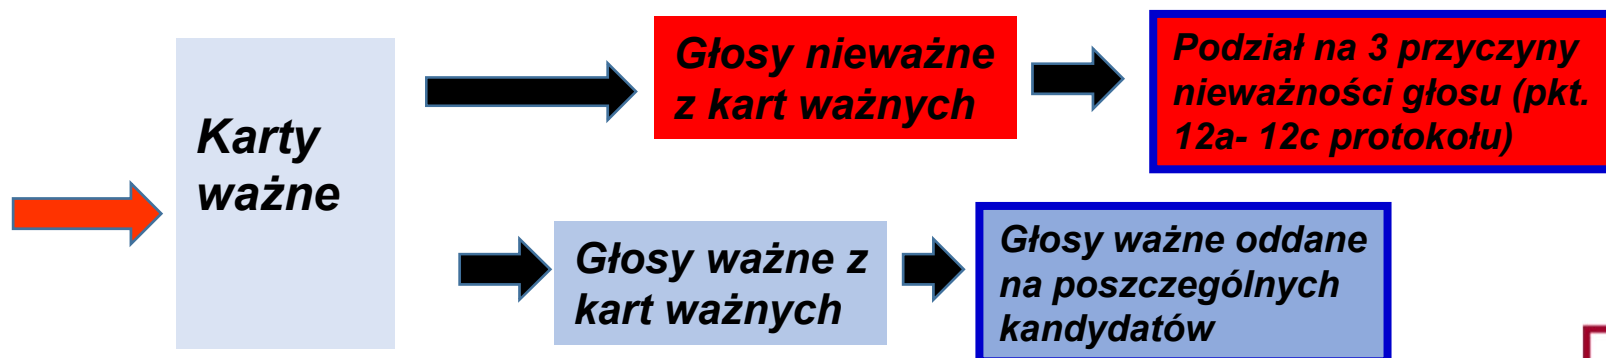 Karty
ważne
Głosy nieważne
z kart ważnych
Podział na 3 przyczyny
nieważności głosu (pkt.
12a- 12c protokołu)
Głosy ważne z
kart ważnych
Głosy ważne oddane
na poszczególnych
kandydatów